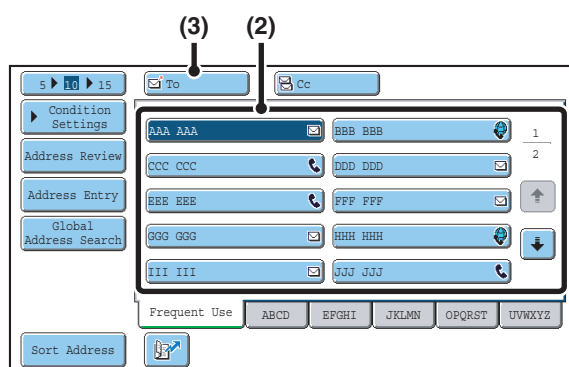 (3) (2)
5 10 15 To Cc
Condition
Settings
AAA AAA BBB BBB 1
Address Review CCC CCC DDD DDD 2
Address Entry EEE EEE FFF FFF
Global
Address Search
GGG GGG HHH HHH
III III JJJ JJJ
Frequent Use ABCD EFGHI JKLMN OPQRST UVWXYZ
Sort Address